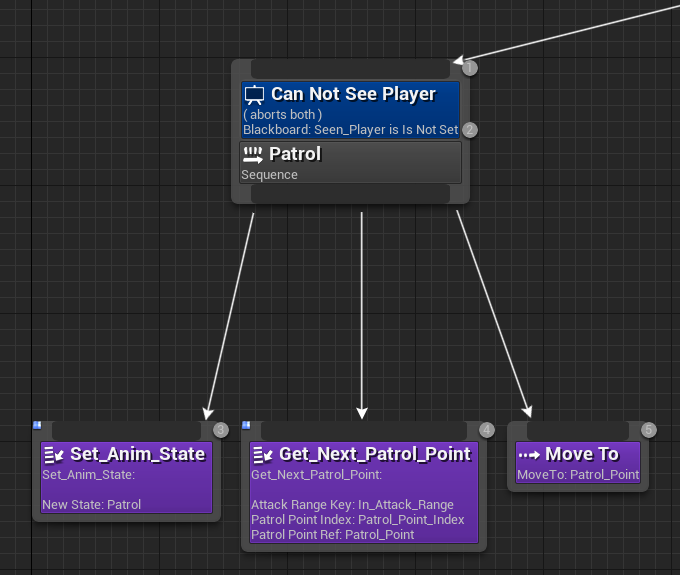 1
Can Not See Player
( aborts both )
Blackboard: Seen_Player is Is Not Set
2
Patrol
Sequence
3
Set_Anim_State
Set_Anim_State:
New State: Patrol
4
Get_Next_Patrol_Point
Get_Next_Patrol_Point:
Attack Range Key: In_Attack_Range
Patrol Point Index: Patrol_Point_Index
Patrol Point Ref: Patrol_Point
5
Move To
MoveTo: Patrol_Point